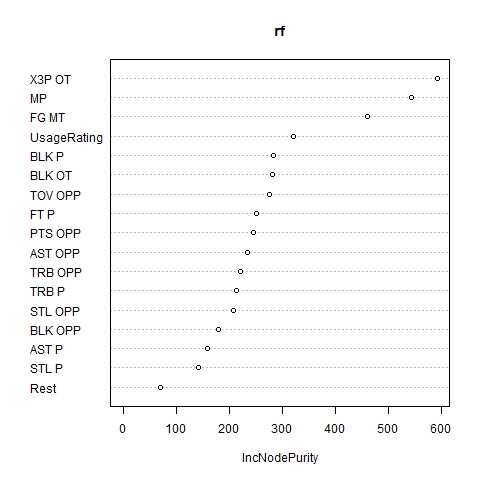 rf
X3P OT
MP
FG MT
UsageRating
BLK P
BLK OT
TOV OPP
FT P
PTS OPP
AST OPP
TRB OPP
TRB P
STL OPP
BLK OPP
AST P
STL P
Rest
0 100 200 300 400 500 600
IncNodePurity